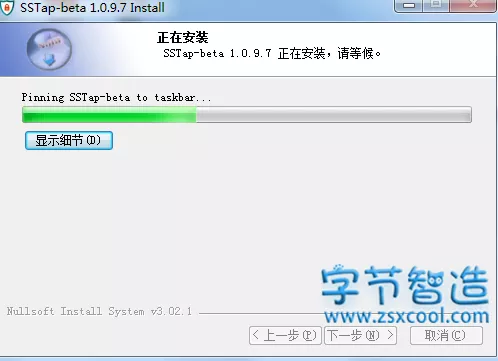 SSTap-beta 1.0.9.7 Install
正在安装
SSTap-beta 1.0.9.7 正在安装，请等候。
Pinning SSTap-beta to taskbar...
显示细节(D)
字节智造
www.zsxcool.com
Nullsoft Install System v3.02.1
<上一步(P) 下一步(N) > 取消(C)